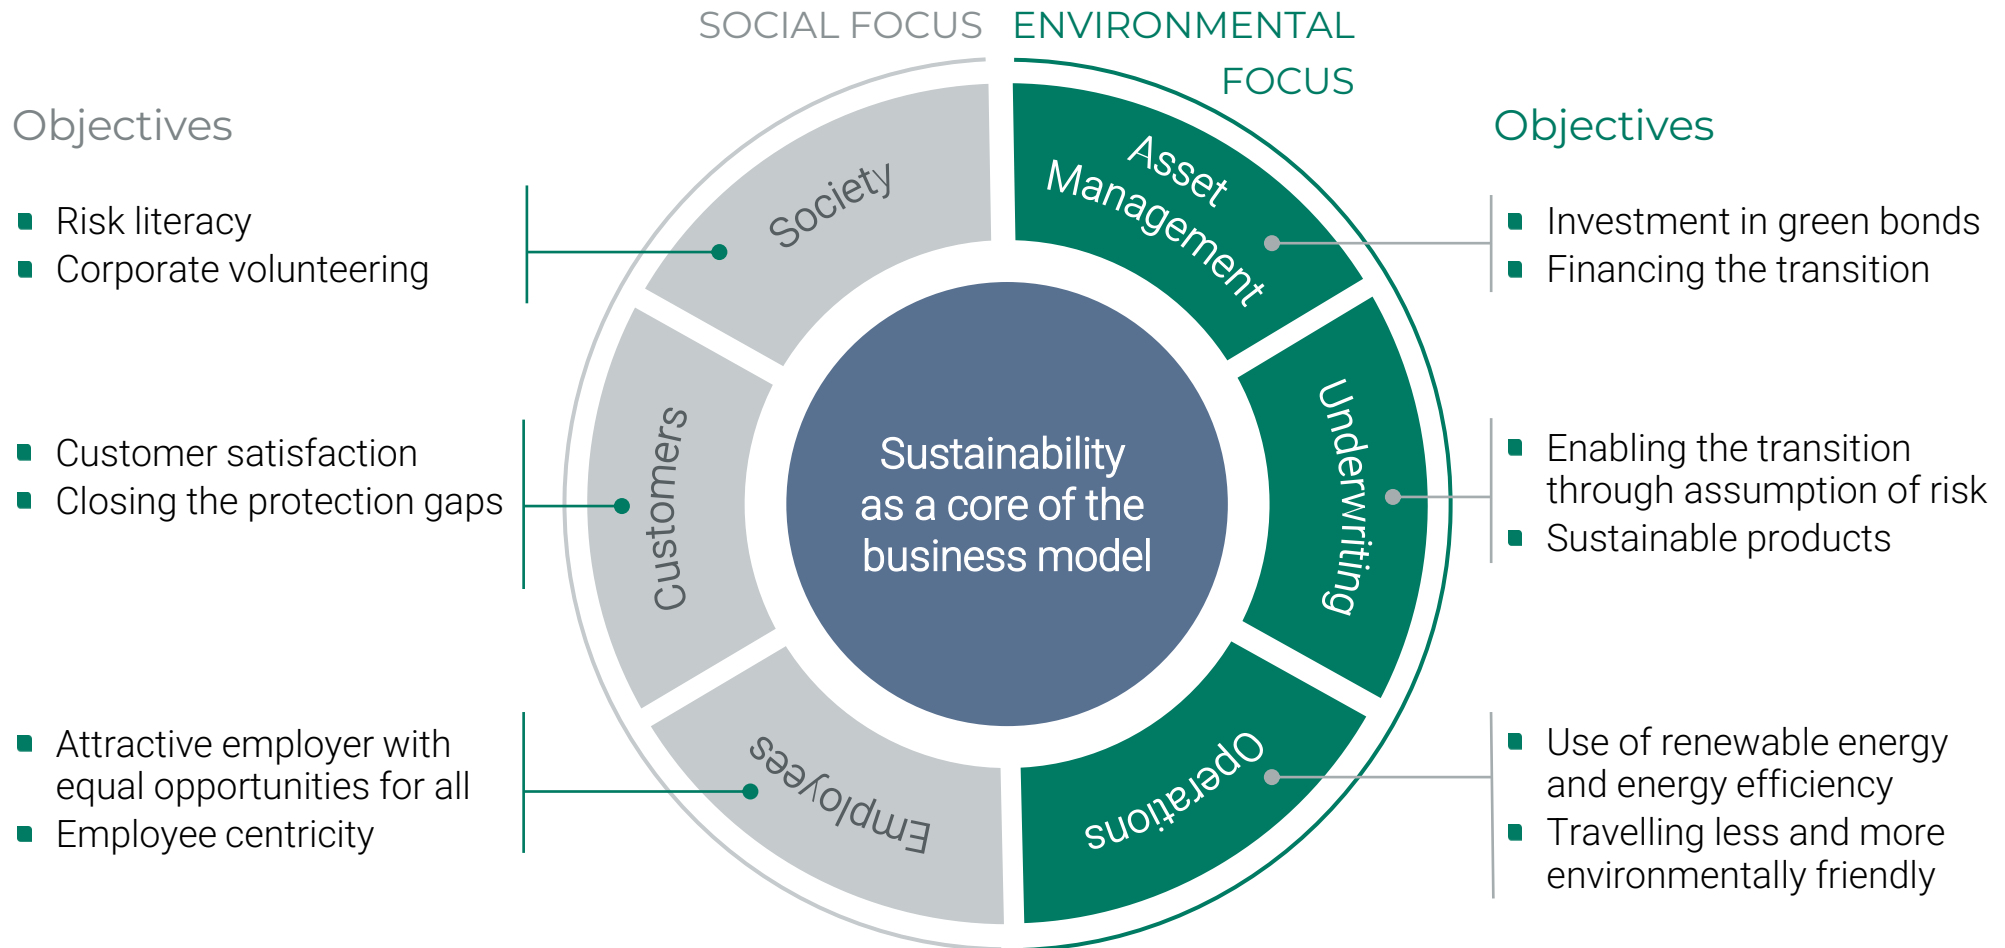 SOCIAL FOCUS
ENVIRONMENTAL
FOCUS
Objectives
Risk literacy
Corporate volunteering
Customer satisfaction
Closing the protection gaps
Attractive employer with
equal opportunities for all
Employee centricity
Society
Customers
Employees
Sustainability
as a core of the
business model
Asset
Management
Underwriting
Operations
Objectives
Investment in green bonds
Financing the transition
Enabling the transition
through assumption of risk
Sustainable products
Use of renewable energy
and energy efficiency
Travelling less and more
environmentally friendly